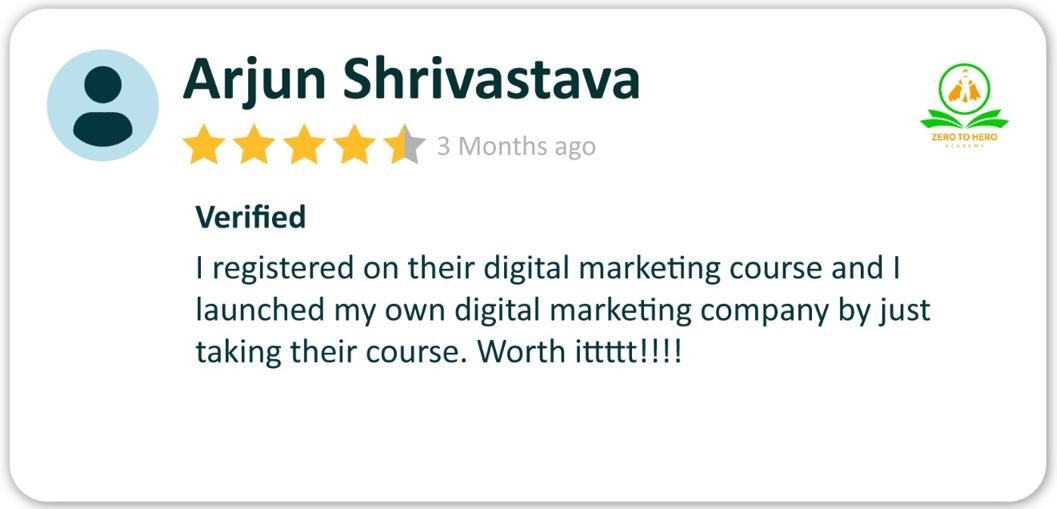 Arjun Shrivastava
3 Months ago
ZERO TO HERO
ACADEMY
Verified
I registered on their digital marketing course and I
launched my own digital marketing company by just
taking their course. Worth ittttt!!!!